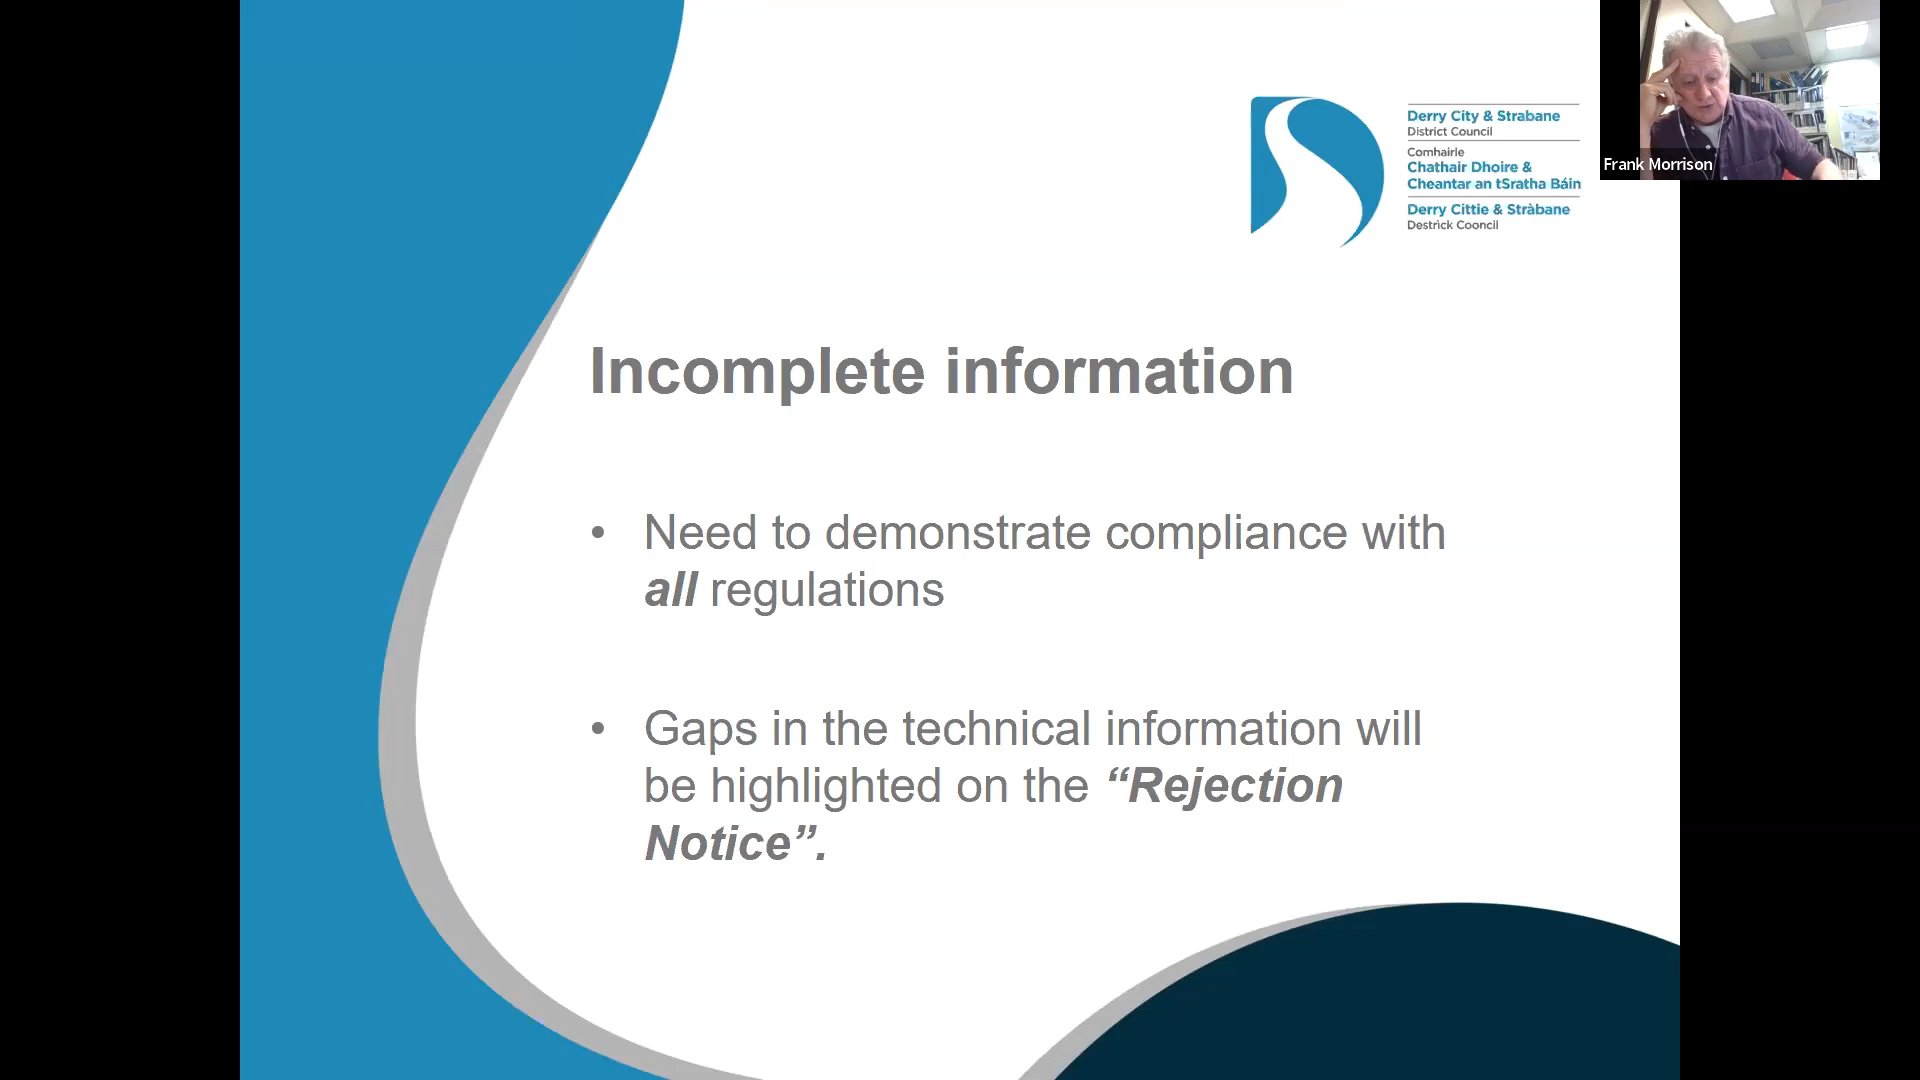 Derry City & Strabane
District Council
Comhairle
Chathair Dhoire &
Cheantar an tSratha Báin
Derry Cittie & Stràbane
Destrìck Cooncil
Frank Morrison
Incomplete information
• Need to demonstrate compliance with
all regulations
• Gaps in the technical information will
be highlighted on the “Rejection
Notice”.